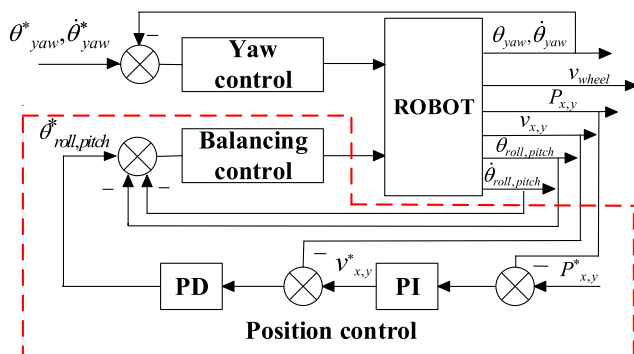 θ*yaw, θ̇*yaw
−
Yaw control
ROBOT
θyaw, θ̇yaw
vwheel
Px,y
vx,y
θroll,pitch
θ̇roll,pitch
θ*roll,pitch
−
−
Balancing control
−
v*x,y
−
P*x,y
PD
PI
Position control